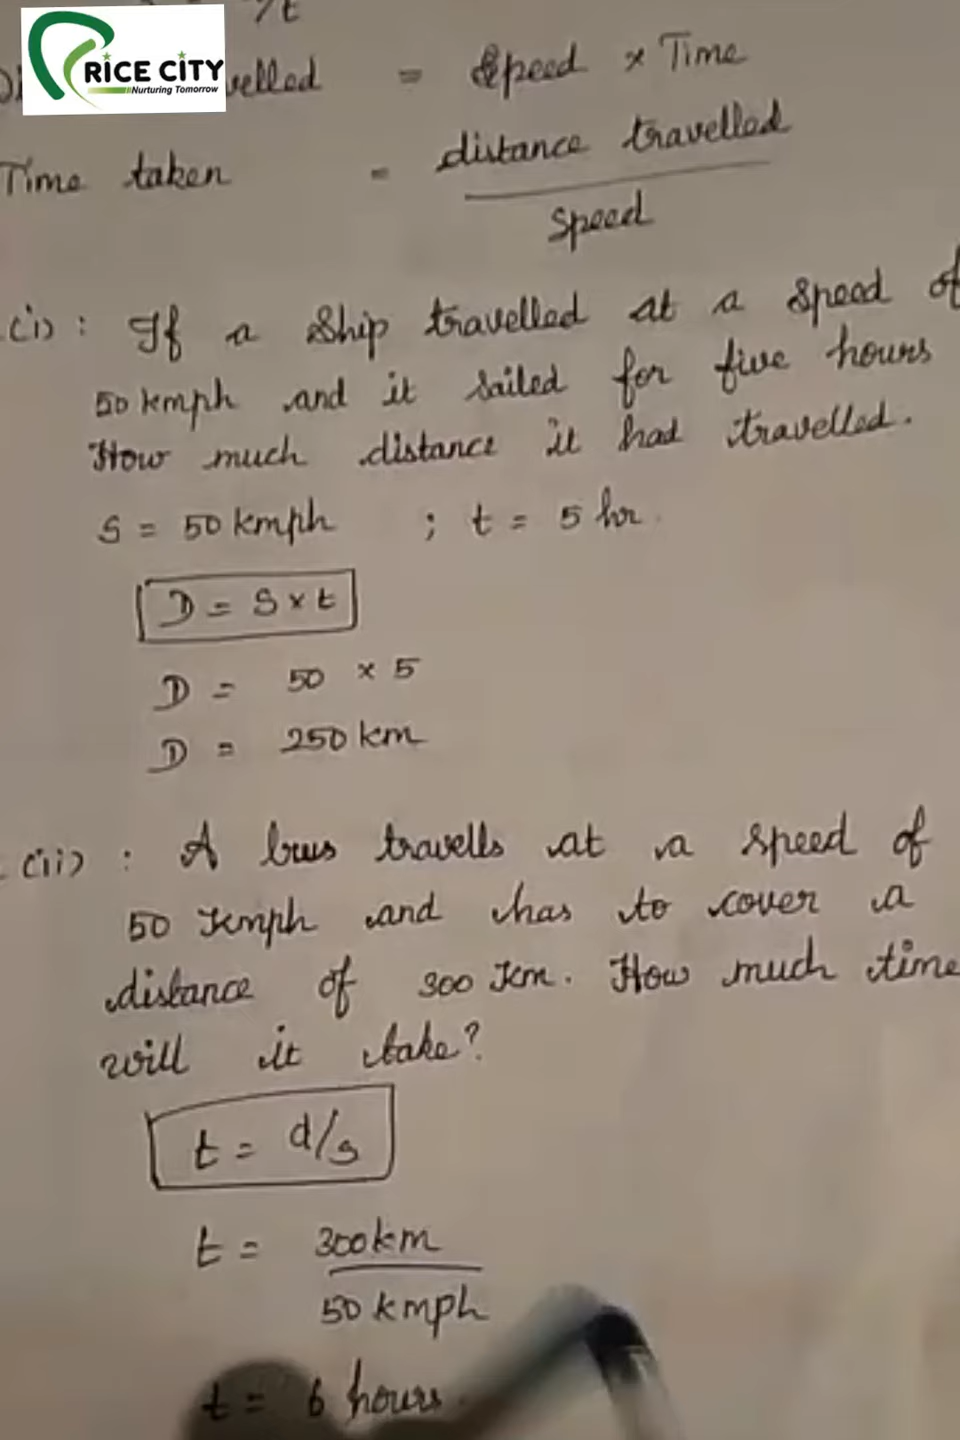 /t
RICE CITY
Nurturing Tomorrow
velled = Speed × Time
Time taken = distance travelled
Speed
(i) : If a Ship travelled at a speed of
50 kmph and it sailed for five hours
How much distance it had travelled.
S = 50 kmph ; t = 5 hr.
D = S × t
D = 50 × 5
D = 250 km
(ii) : A bus travells at a speed of
50 Kmph and has to cover a
distance of 300 Km. How much time
will it take?
t = d/s
t = 300km
50 kmph
t = 6 hours.